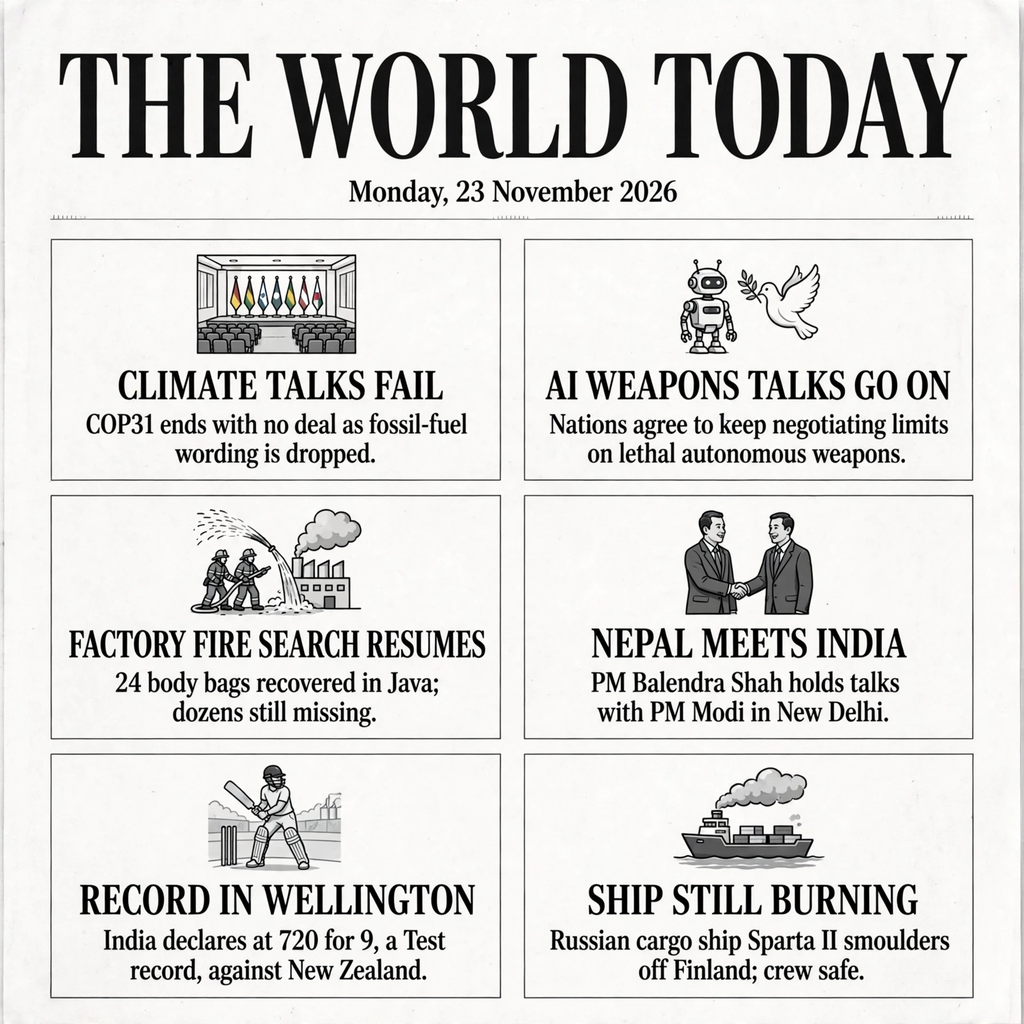 THE WORLD TODAY
Monday, 23 November 2026
CLIMATE TALKS FAIL
COP31 ends with no deal as fossil-fuel
wording is dropped.
AI WEAPONS TALKS GO ON
Nations agree to keep negotiating limits
on lethal autonomous weapons.
FACTORY FIRE SEARCH RESUMES
24 body bags recovered in Java;
dozens still missing.
NEPAL MEETS INDIA
PM Balendra Shah holds talks
with PM Modi in New Delhi.
RECORD IN WELLINGTON
India declares at 720 for 9, a Test
record, against New Zealand.
SHIP STILL BURNING
Russian cargo ship Sparta II smoulders
off Finland; crew safe.